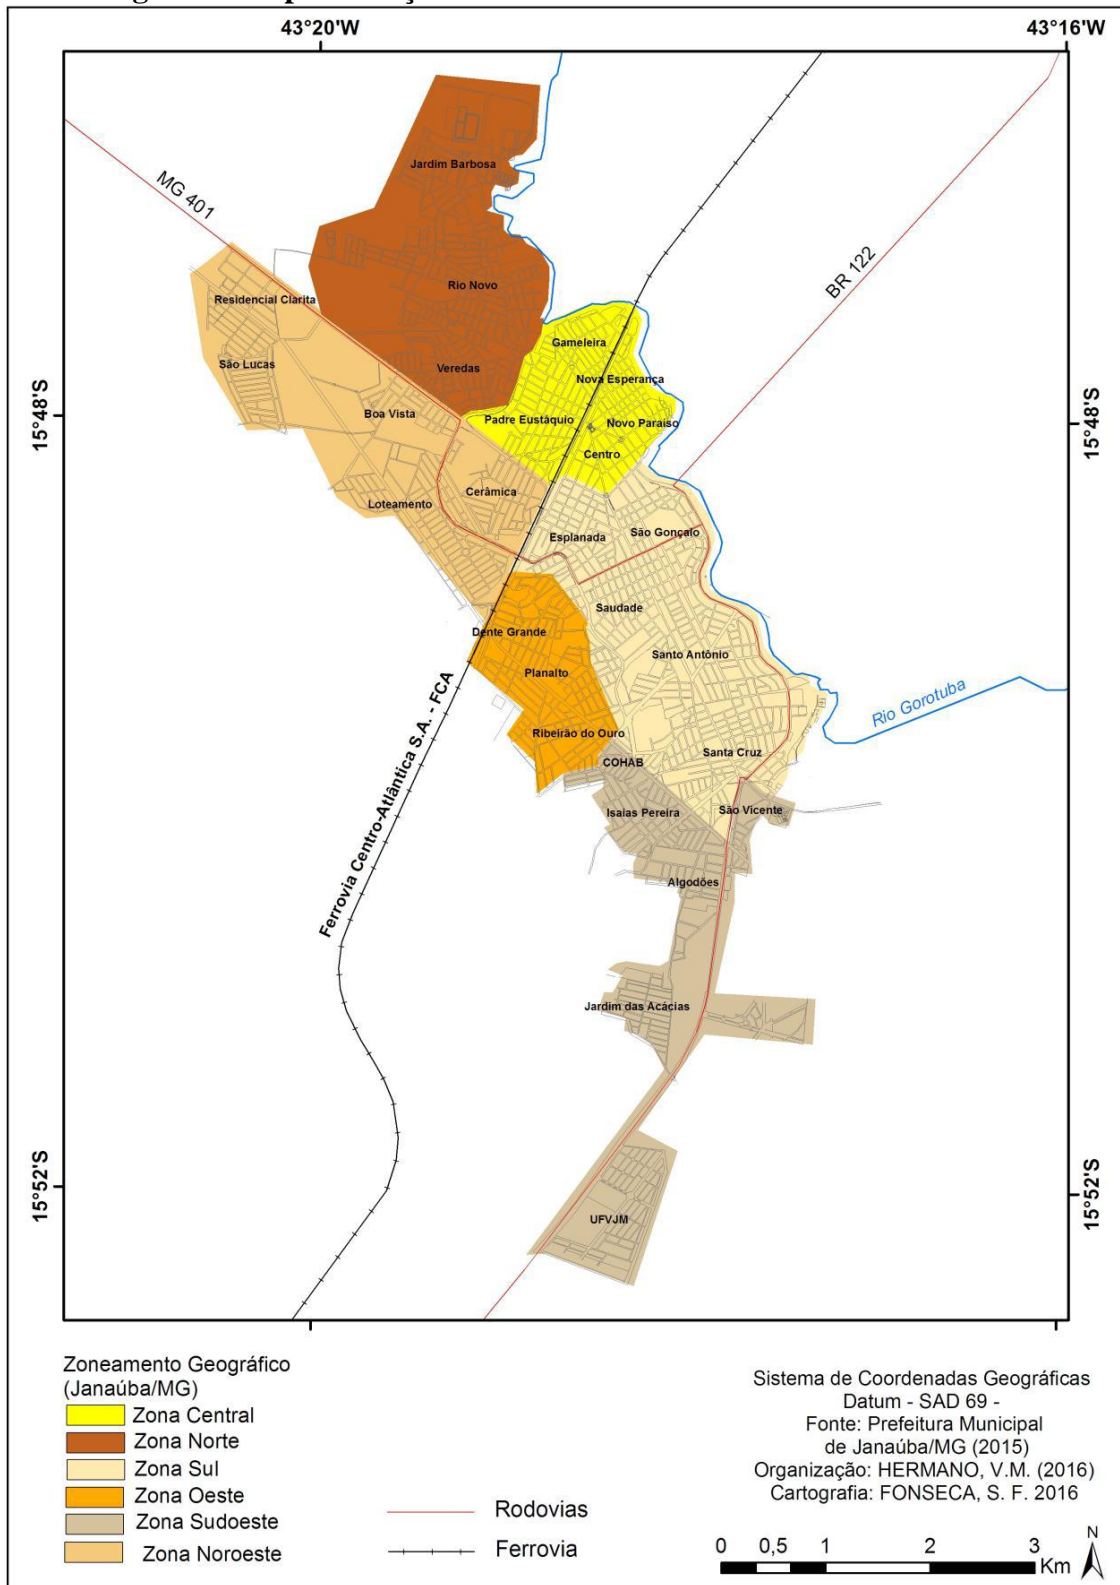 43°20'W
43°16'W
MG 401
Jardim Barbosa
BR 122
Rio Novo
Residencial Clarita
Gameleira
São Lucas
Veredas
Nova Esperança
15°48'S
15°48'S
Boa Vista
Padre Eustáquio
Novo Paraíso
Centro
Cerâmica
Loteamento
Esplanada
São Gonçalo
Saudade
Dente Grande
Santo Antônio
Planalto
Rio Gorotuba
Ribeirão do Ouro
Santa Cruz
COHAB
Isaias Pereira
São Vicente
Ferrovia Centro-Atlântica S.A. - FCA
Algodões
Jardim das Acácias
15°52'S
15°52'S
UFVJM
Zoneamento Geográfico
(Janaúba/MG)
Zona Central
Zona Norte
Zona Sul
Zona Oeste
Zona Sudoeste
Zona Noroeste
Rodovias
Ferrovia
Sistema de Coordenadas Geográficas
Datum - SAD 69 -
Fonte: Prefeitura Municipal
de Janaúba/MG (2015)
Organização: HERMANO, V.M. (2016)
Cartografia: FONSECA, S. F. 2016
0 0,5 1 2 3
Km
N